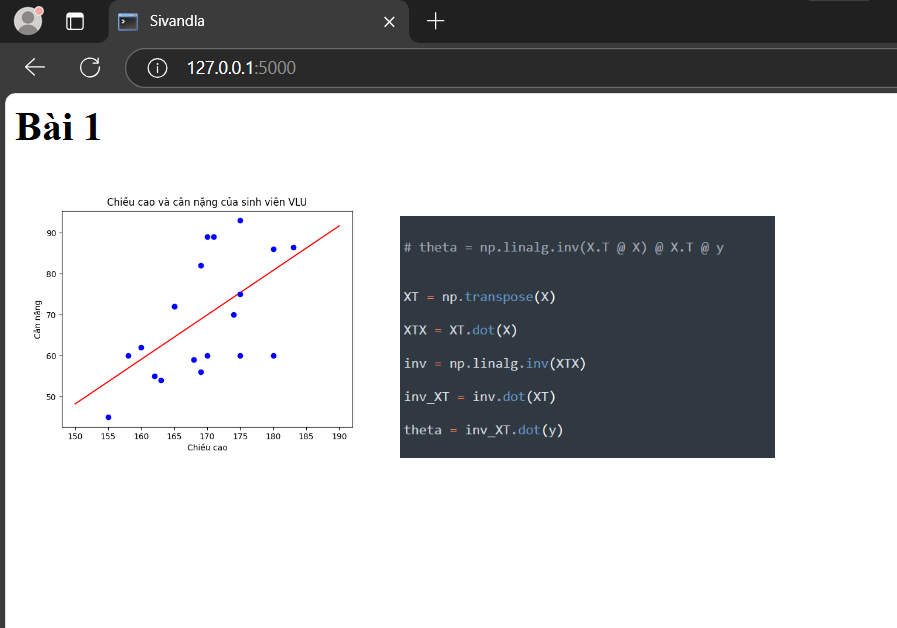 Sivandla
127.0.0.1:5000
Bài 1
Chiều cao và cân nặng của sinh viên VLU
90
80
70
60
50
Cân nặng
150 155 160 165 170 175 180 185 190
Chiều cao
# theta = np.linalg.inv(X.T @ X) @ X.T @ y
XT = np.transpose(X)
XTX = XT.dot(X)
inv = np.linalg.inv(XTX)
inv_XT = inv.dot(XT)
theta = inv_XT.dot(y)